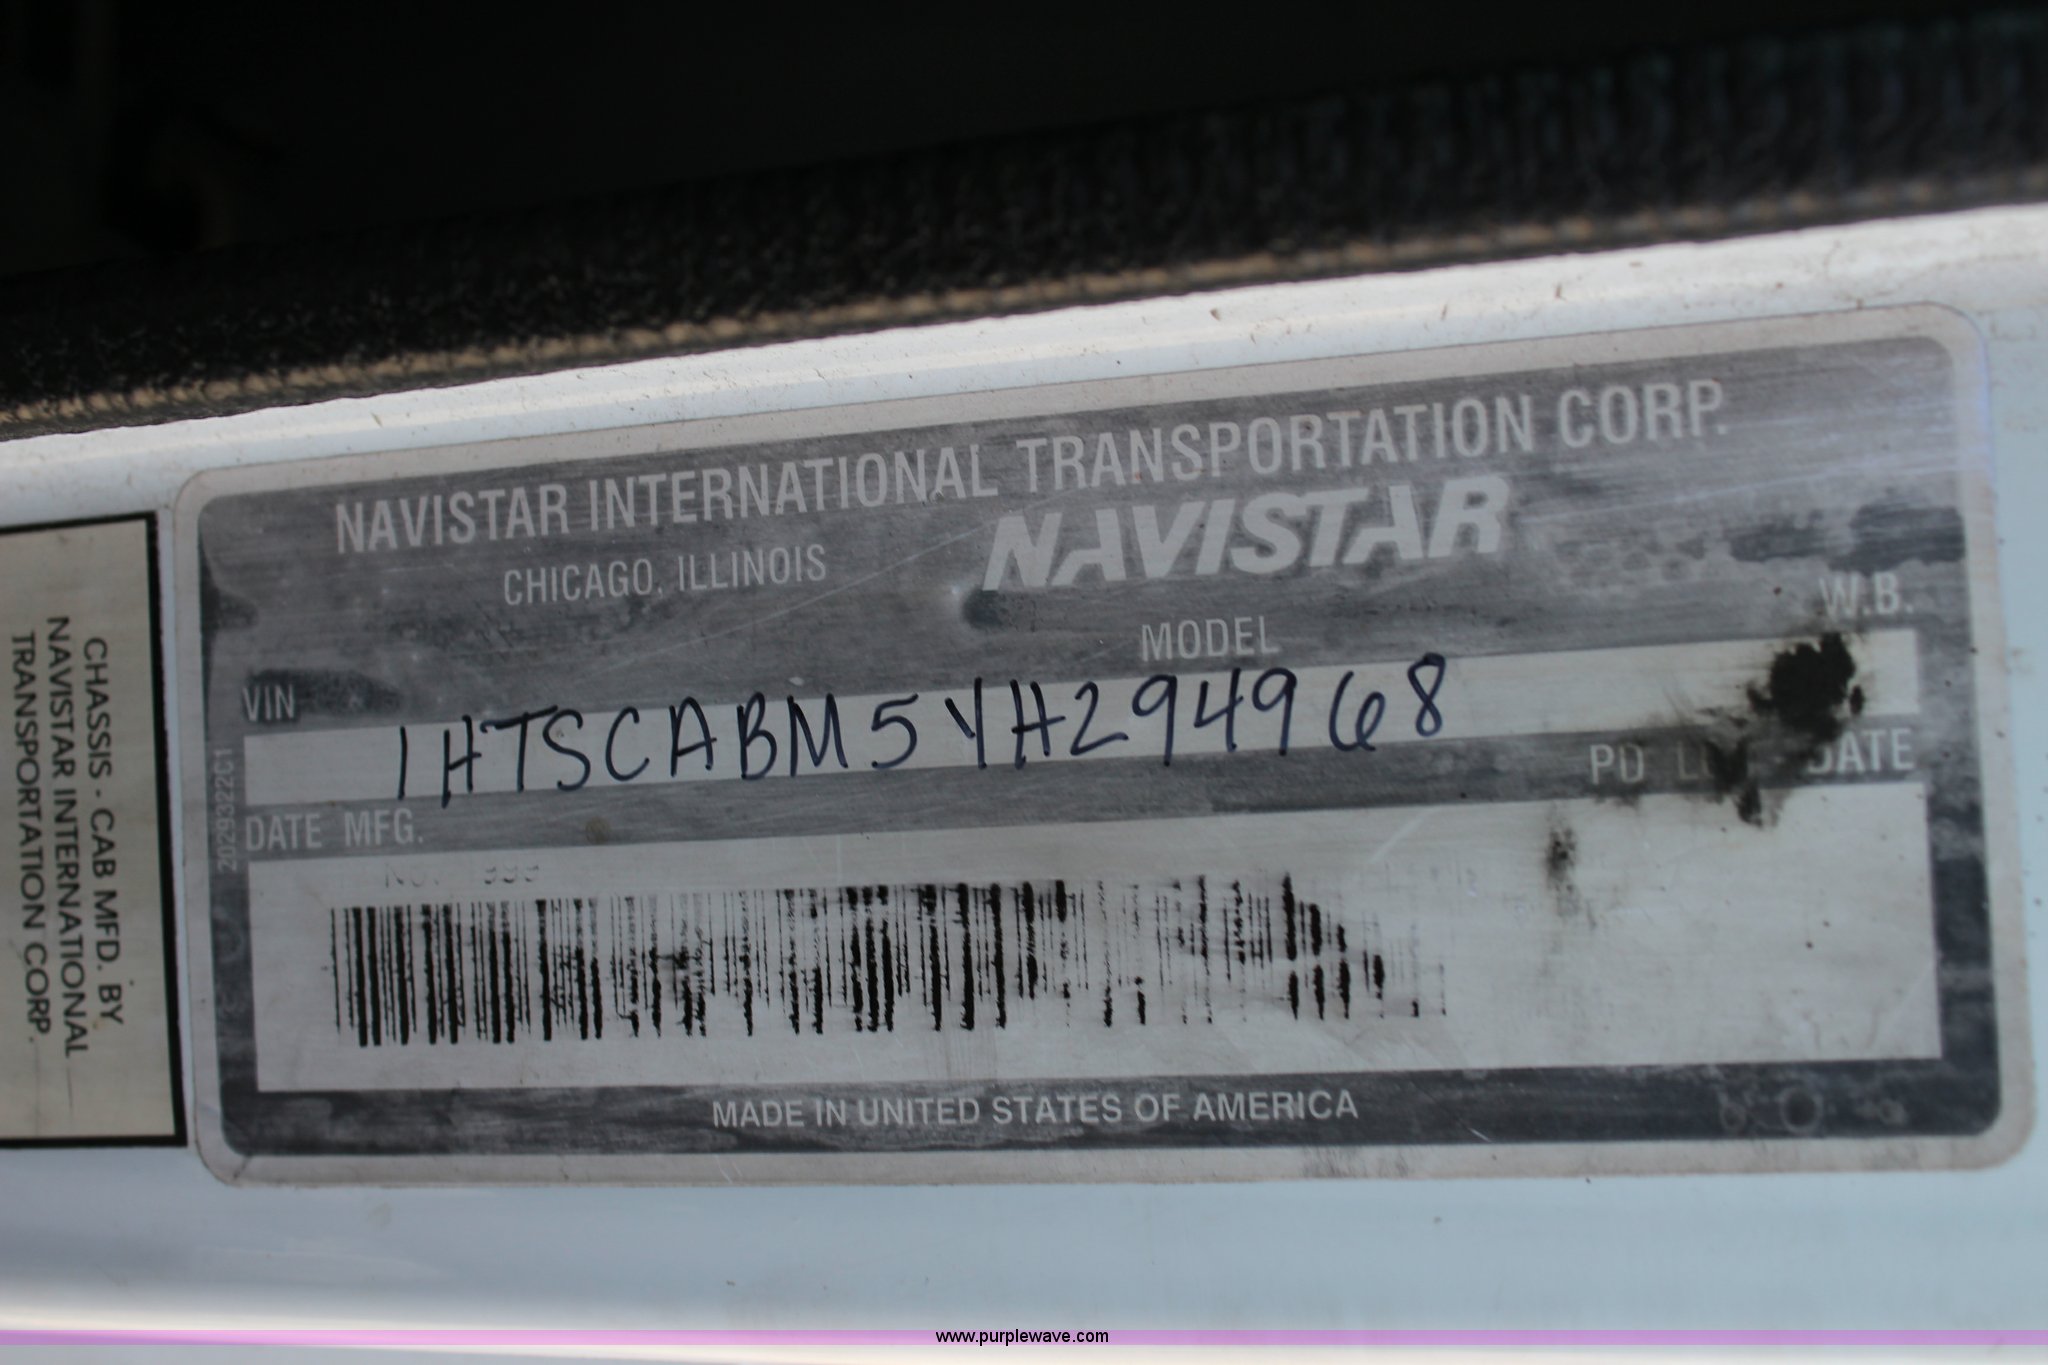 NAVISTAR INTERNATIONAL TRANSPORTATION CORP.
CHICAGO, ILLINOIS
NAVISTAR
MODEL
W.B.
VIN
1HTSCABM5YH294968
PD
DATE
DATE MFG.
MADE IN UNITED STATES OF AMERICA
CHASSIS - CAB MFD. BY
NAVISTAR INTERNATIONAL
TRANSPORTATION CORP.
www.purplewave.com